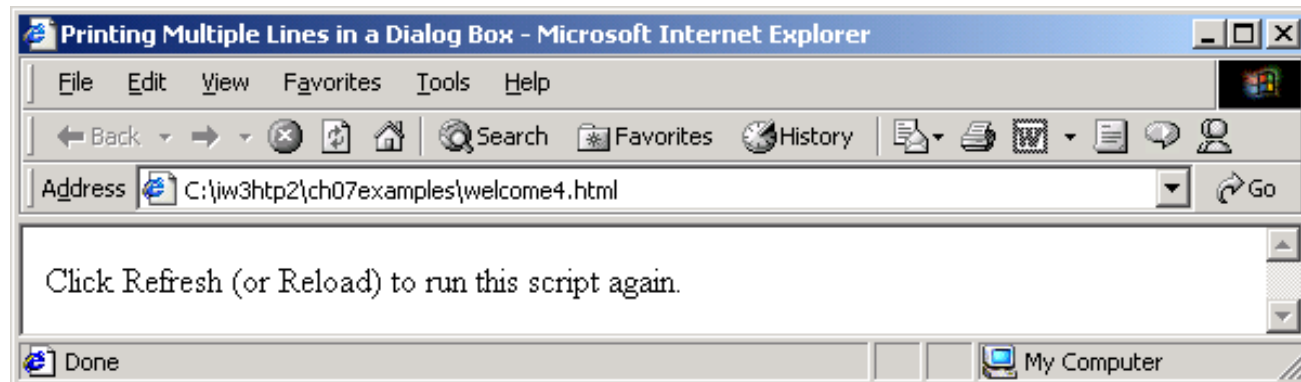 Printing Multiple Lines in a Dialog Box - Microsoft Internet Explorer
File Edit View Favorites Tools Help
Back Search Favorites History
Address C:\iw3htp2\ch07examples\welcome4.html Go
Click Refresh (or Reload) to run this script again.
Done My Computer